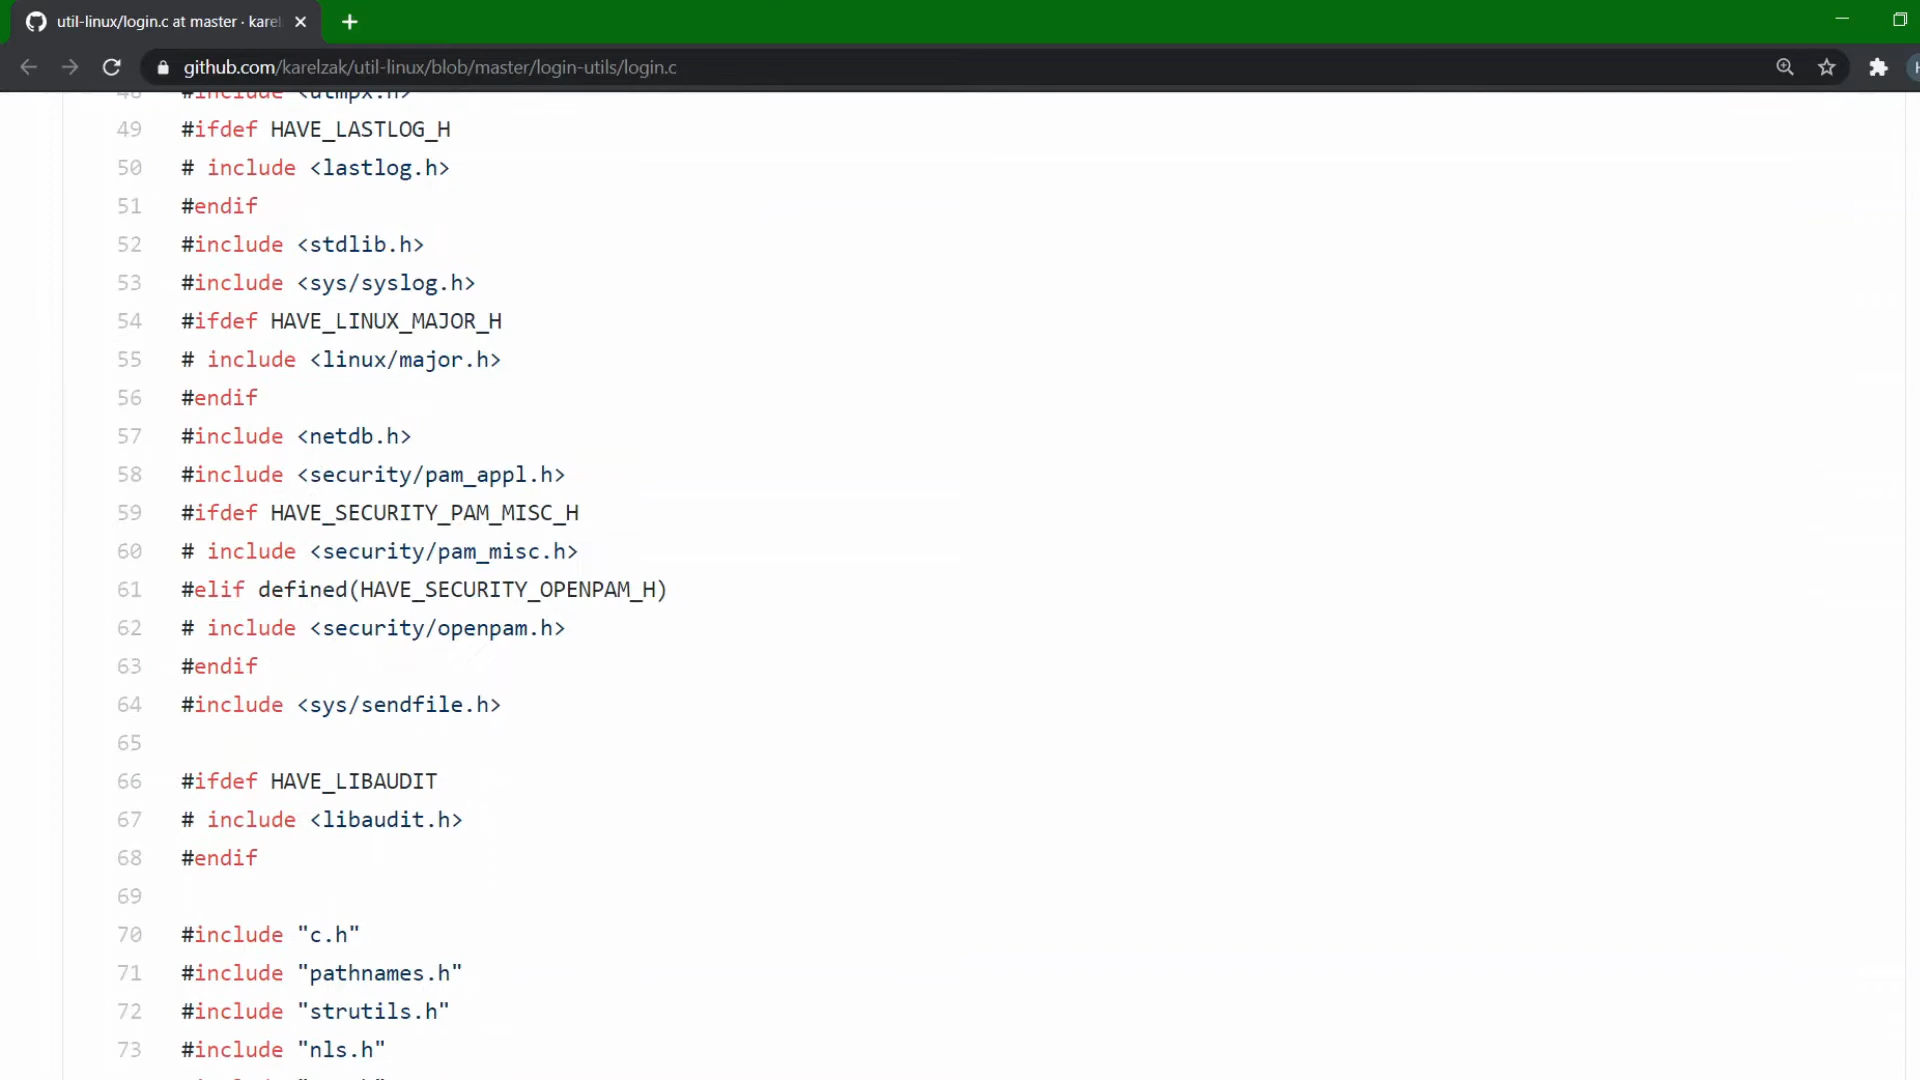 util-linux/login.c at master · karel
github.com/karelzak/util-linux/blob/master/login-utils/login.c
48 #include <utmpx.h>
49 #ifdef HAVE_LASTLOG_H
50 # include <lastlog.h>
51 #endif
52 #include <stdlib.h>
53 #include <sys/syslog.h>
54 #ifdef HAVE_LINUX_MAJOR_H
55 # include <linux/major.h>
56 #endif
57 #include <netdb.h>
58 #include <security/pam_appl.h>
59 #ifdef HAVE_SECURITY_PAM_MISC_H
60 # include <security/pam_misc.h>
61 #elif defined(HAVE_SECURITY_OPENPAM_H)
62 # include <security/openpam.h>
63 #endif
64 #include <sys/sendfile.h>
65
66 #ifdef HAVE_LIBAUDIT
67 # include <libaudit.h>
68 #endif
69
70 #include "c.h"
71 #include "pathnames.h"
72 #include "strutils.h"
73 #include "nls.h"